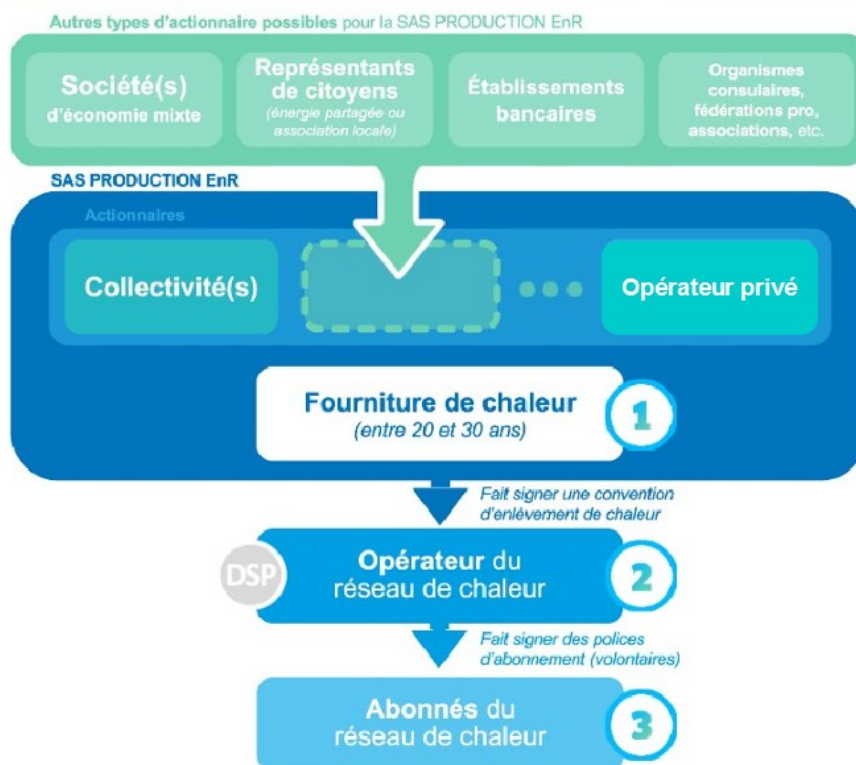 Autres types d'actionnaire possibles pour la SAS PRODUCTION EnR
Société(s)
d'économie mixte
Représentants
de citoyens
(énergie partagée ou
association locale)
Établissements
bancaires
Organismes
consulaires,
fédérations pro,
associations, etc.
SAS PRODUCTION EnR
Actionnaires
Collectivité(s)
Opérateur privé
Fourniture de chaleur
(entre 20 et 30 ans)
1
Fait signer une convention
d'enlèvement de chaleur
DSP
Opérateur du
réseau de chaleur
2
Fait signer des polices
d'abonnement (volontaires)
Abonnés du
réseau de chaleur
3